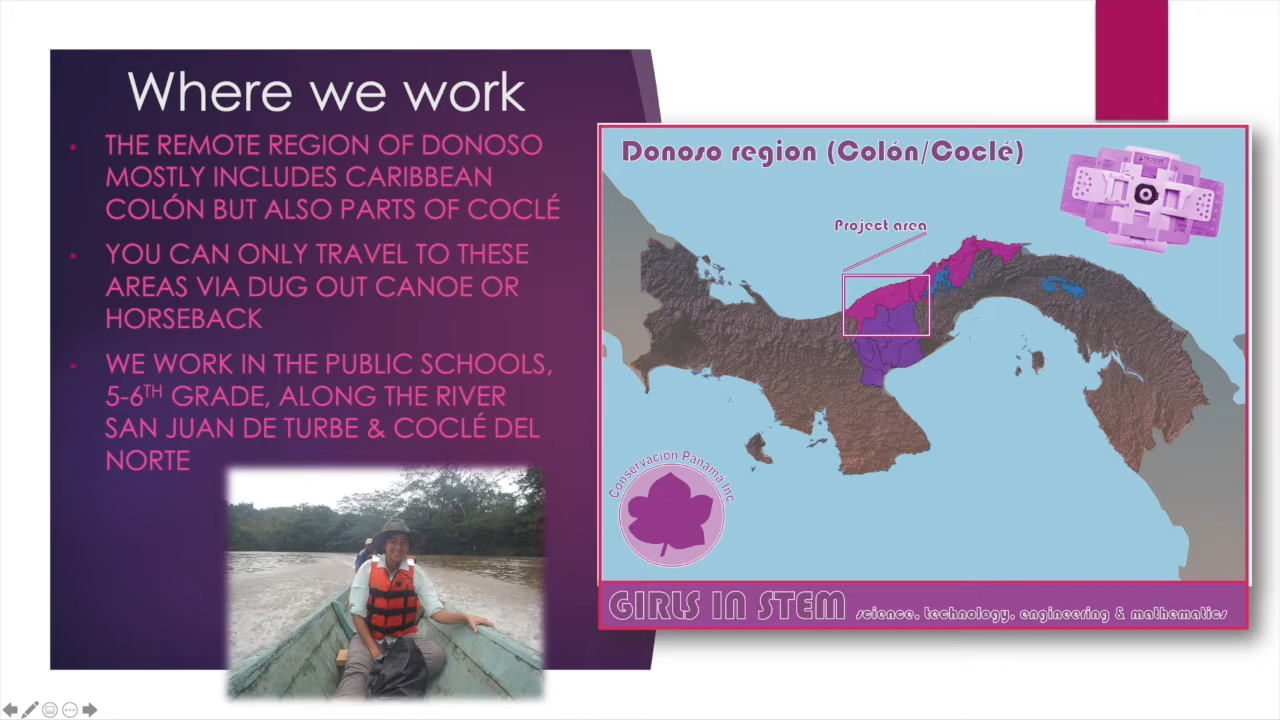 Where we work
• THE REMOTE REGION OF DONOSO
MOSTLY INCLUDES CARIBBEAN
COLÓN BUT ALSO PARTS OF COCLÉ
• YOU CAN ONLY TRAVEL TO THESE
AREAS VIA DUG OUT CANOE OR
HORSEBACK
• WE WORK IN THE PUBLIC SCHOOLS,
5-6TH GRADE, ALONG THE RIVER
SAN JUAN DE TURBE & COCLÉ DEL
NORTE
Donoso region (Colón/Coclé)
Project area
Conservacion Panama Inc.
GIRLS IN STEM science, technology, engineering & mathematics